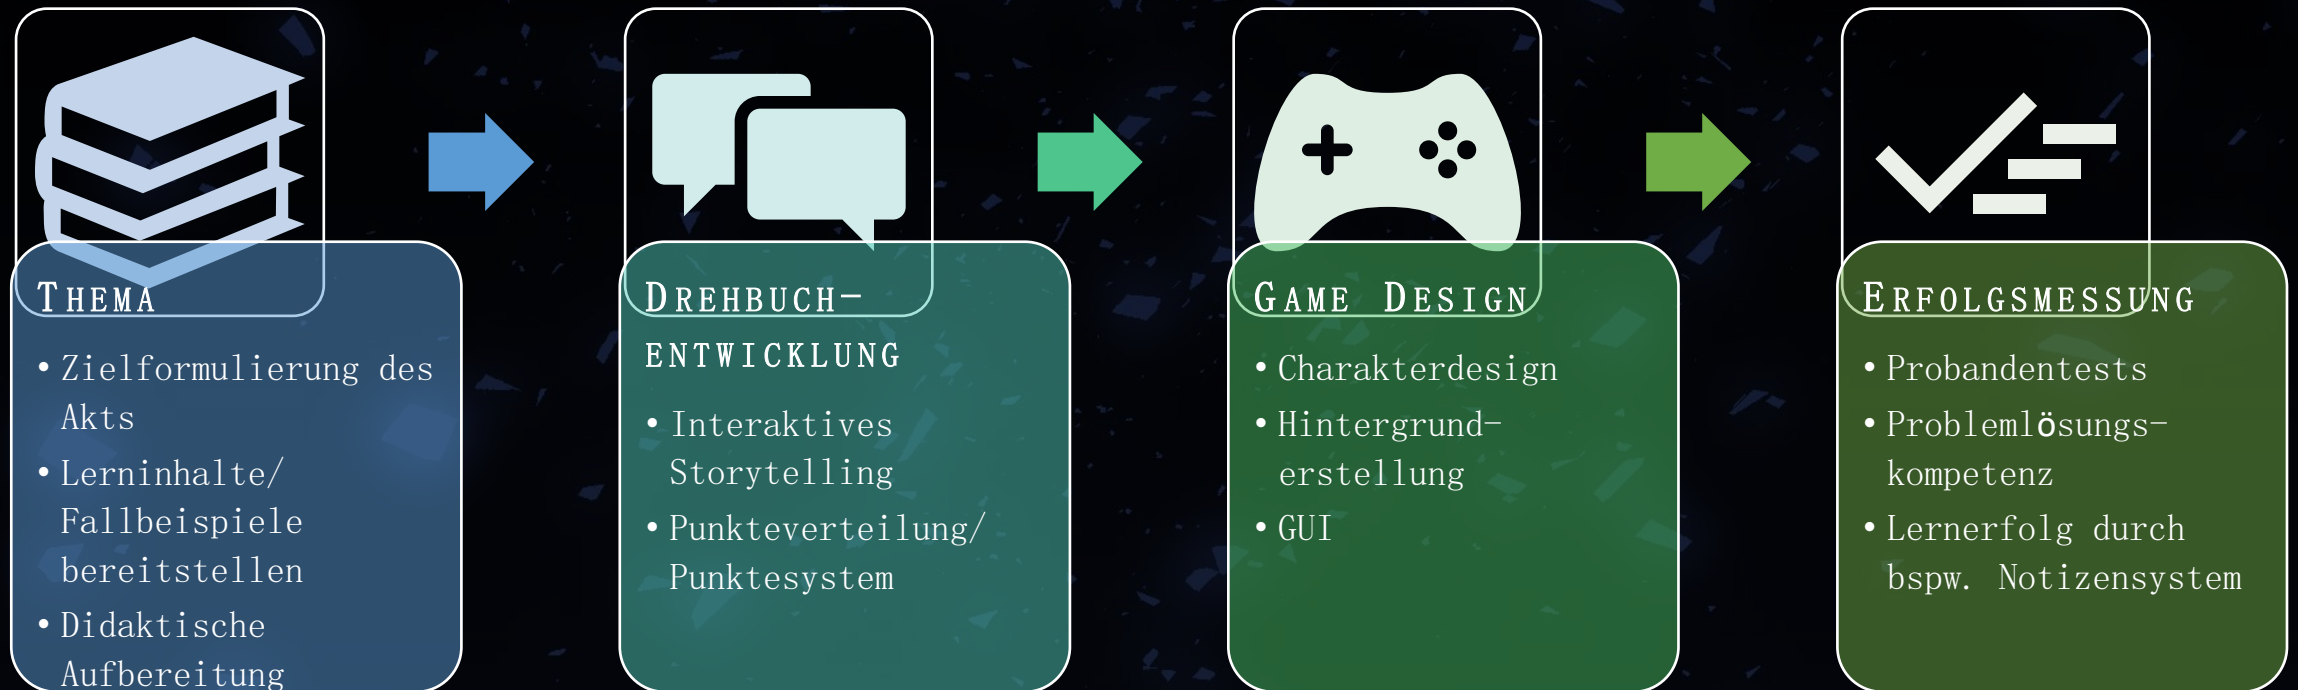 THEMA
• Zielformulierung des
Akts
• Lerninhalte/
Fallbeispiele
bereitstellen
• Didaktische
Aufbereitung
DREHBUCH-
ENTWICKLUNG
• Interaktives
Storytelling
• Punkteverteilung/
Punktesystem
GAME DESIGN
• Charakterdesign
• Hintergrund-
erstellung
• GUI
ERFOLGSMESSUNG
• Probandentests
• Problemlösungs-
kompetenz
• Lernerfolg durch
bspw. Notizensystem